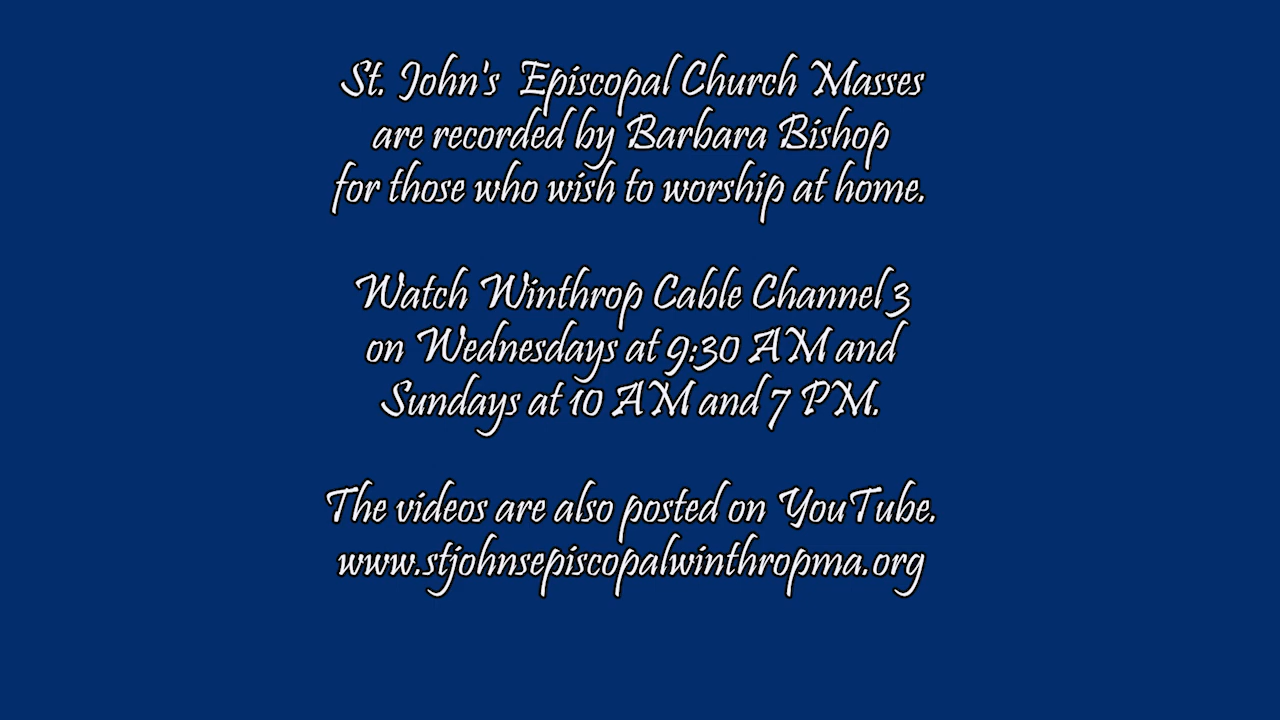 St. John's Episcopal Church Masses
are recorded by Barbara Bishop
for those who wish to worship at home.
Watch Winthrop Cable Channel 3
on Wednesdays at 9:30 AM and
Sundays at 10 AM and 7 PM.
The videos are also posted on YouTube.
www.stjohnsepiscopalwinthropma.org